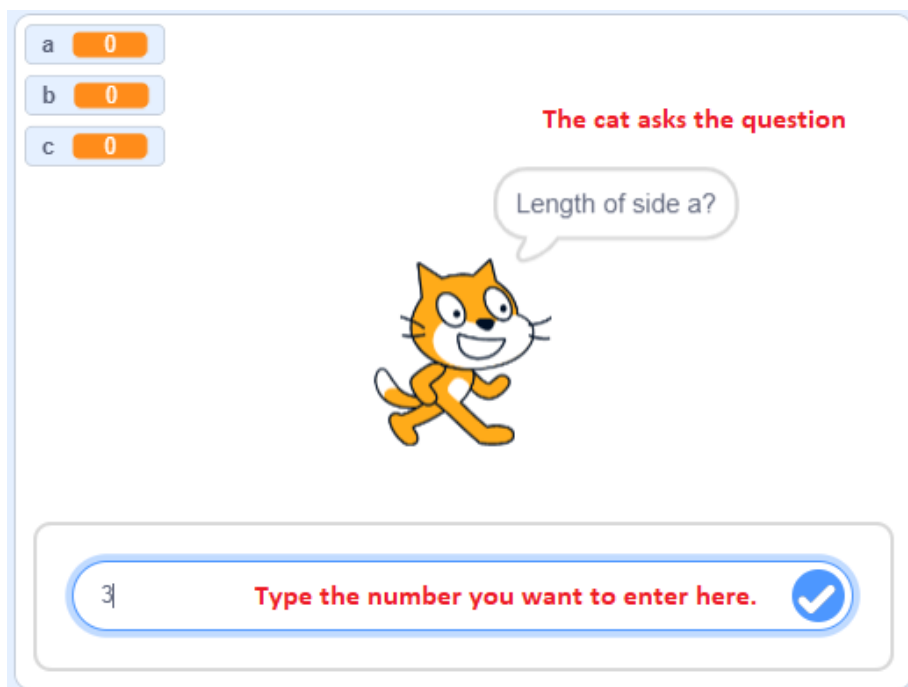 a 0
b 0
c 0
The cat asks the question
Length of side a?
3 Type the number you want to enter here.